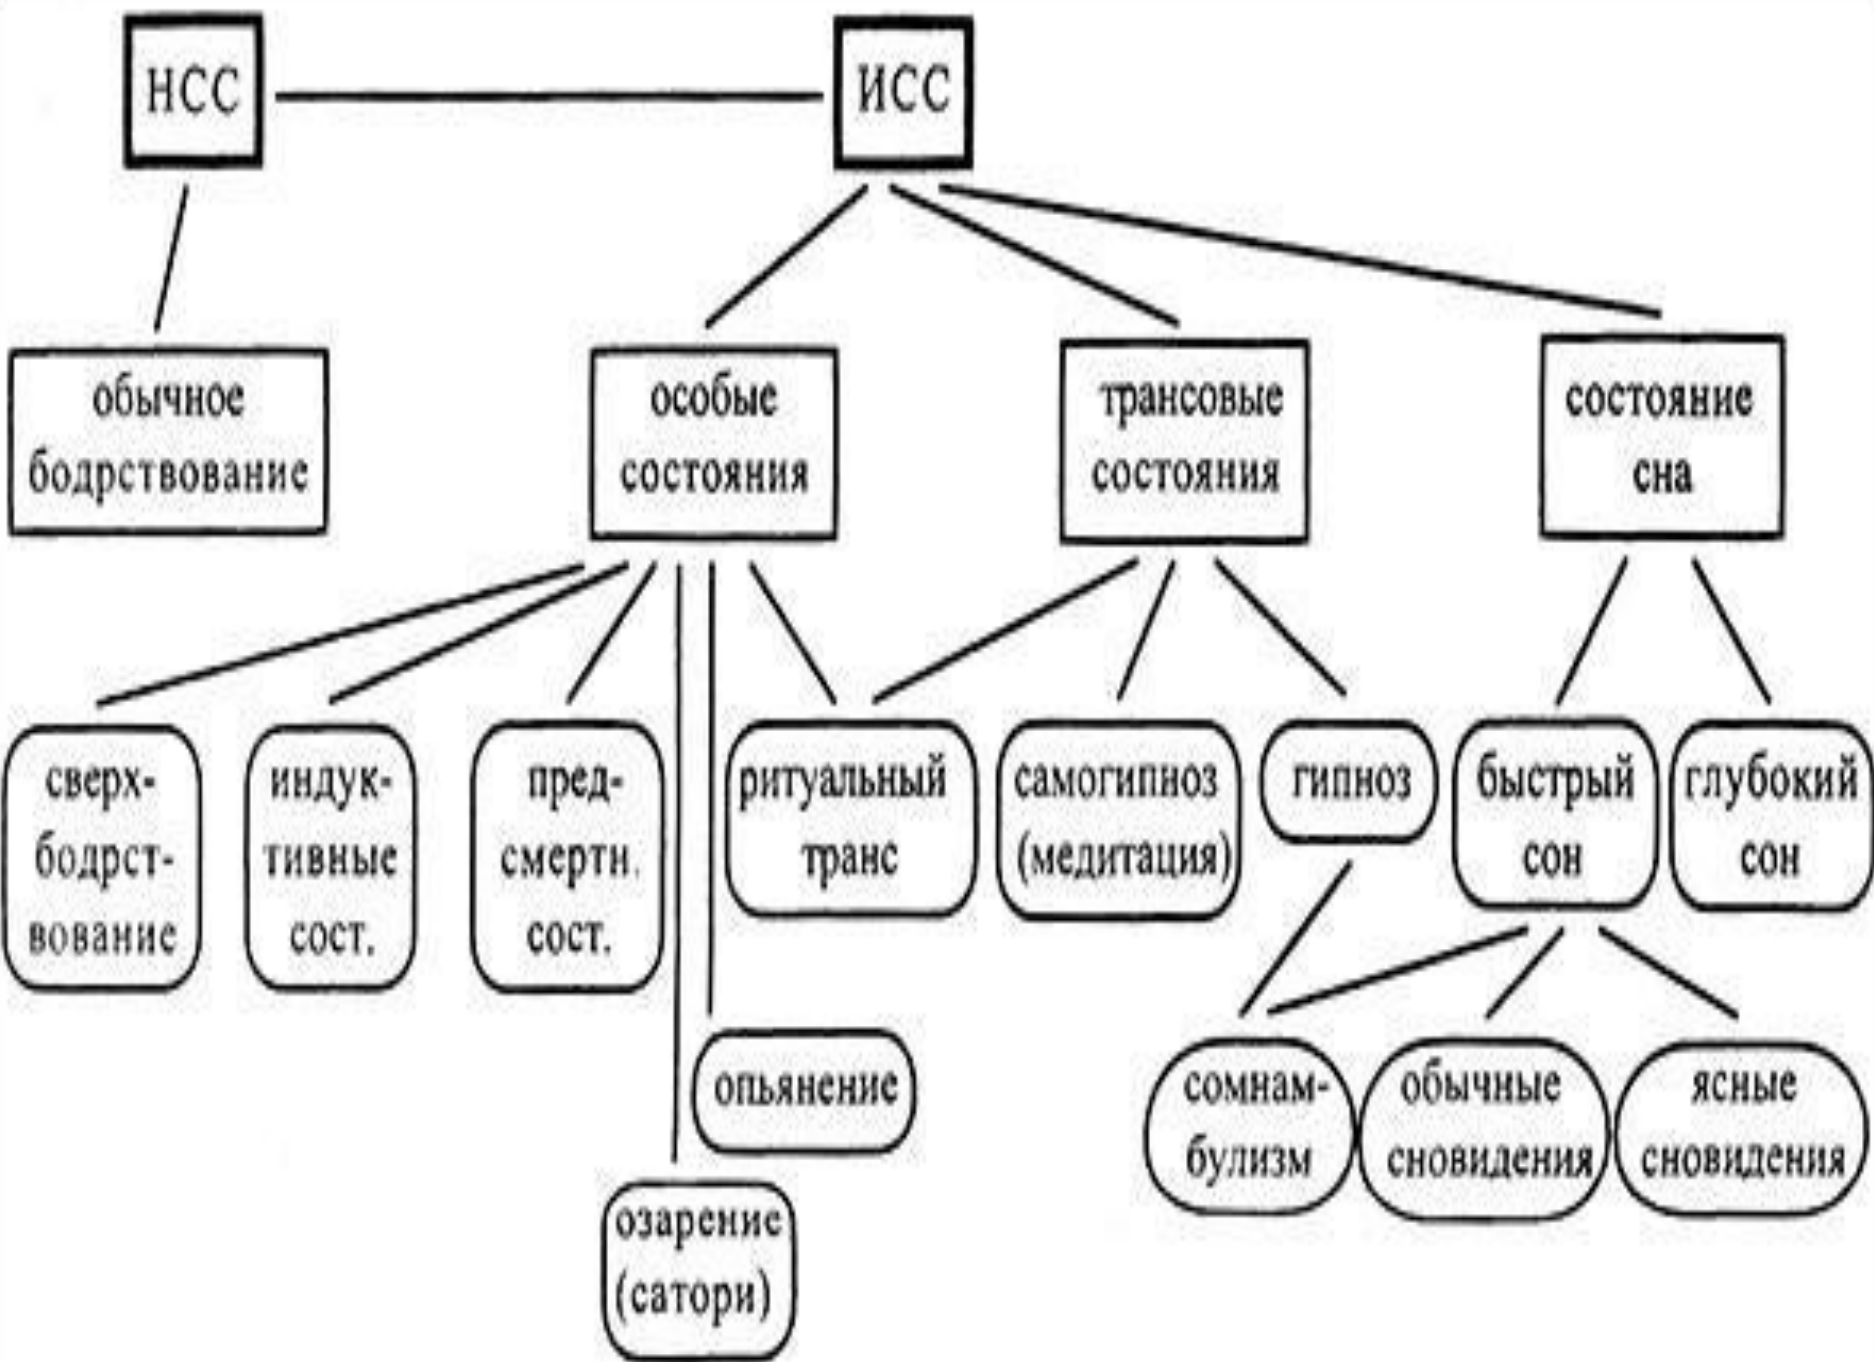 НСС
ИСС
обычное
бодрствование
особые
состояния
трансовые
состояния
состояние
сна
сверх-
бодрст-
вование
индук-
тивные
сост.
пред-
смертн.
сост.
ритуальный
транс
самогипноз
(медитация)
гипноз
быстрый
сон
глубокий
сон
опьянение
озарение
(сатори)
сомнам-
булизм
обычные
сновидения
ясные
сновидения